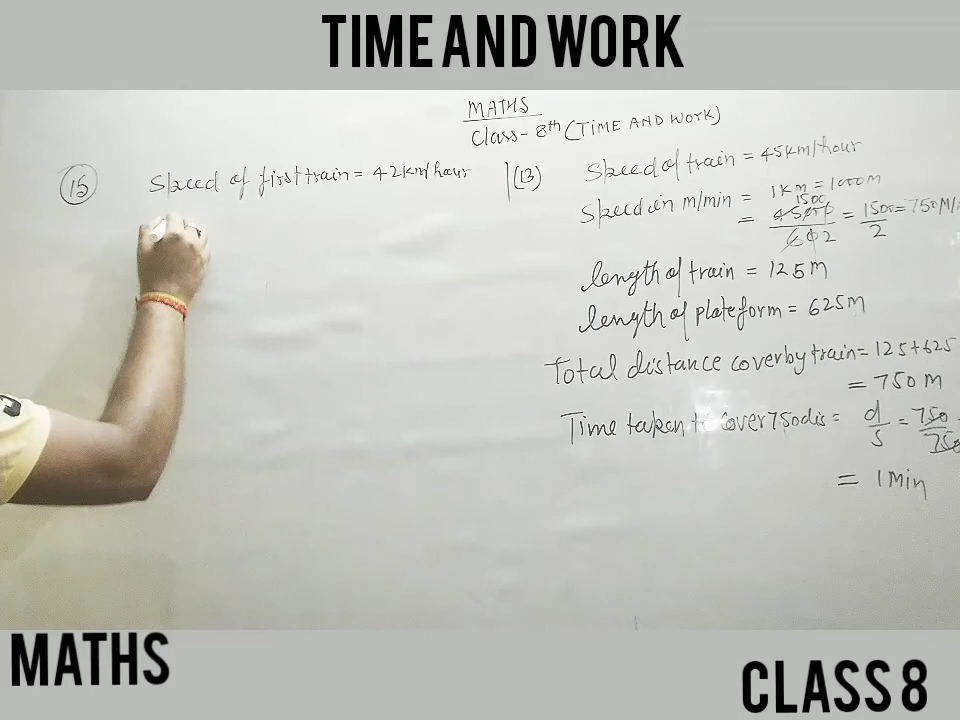 TIME AND WORK
MATHS
Class - 8th (TIME AND WORK)
(15) Speed of first train = 42km/hour
(13) Speed of train = 45km/hour
Speed in m/min = 1km = 1000M
1500
= 45000/602 = 1500/2 = 750M/
length of train = 125M
length of plateform = 625M
Total distance cover by train = 125+625
= 750M
Time taken to cover 750 dis = d/s = 750/750
= 1Min
MATHS
CLASS 8